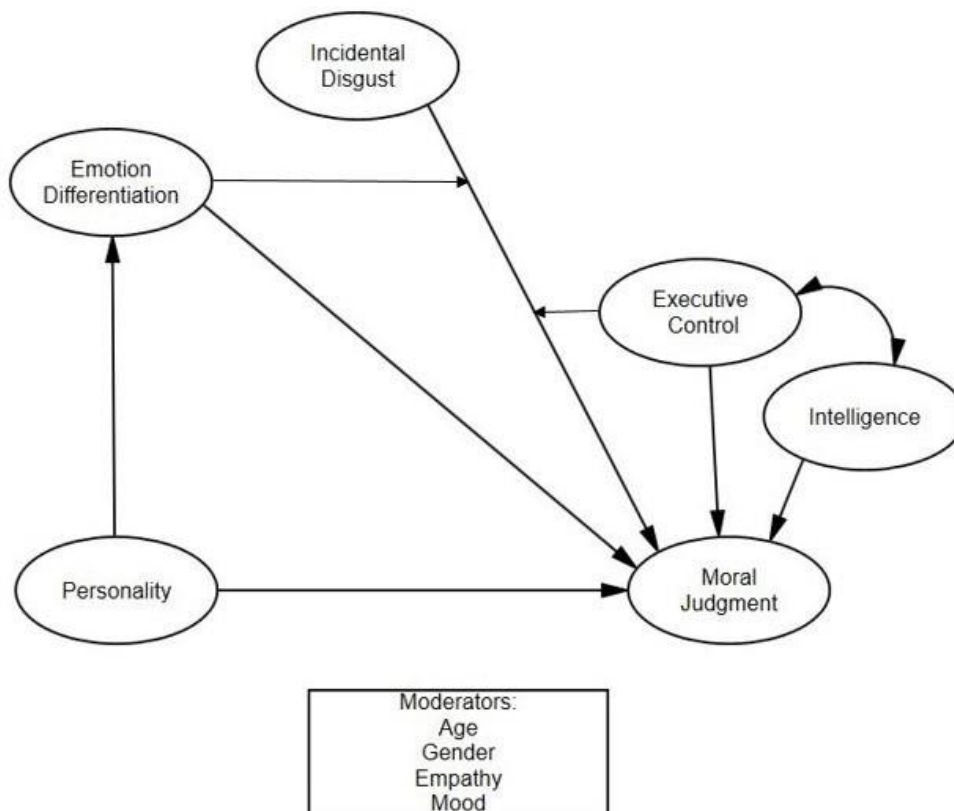 Incidental
Disgust
Emotion
Differentiation
Executive
Control
Intelligence
Personality
Moral
Judgment
Moderators:
Age
Gender
Empathy
Mood